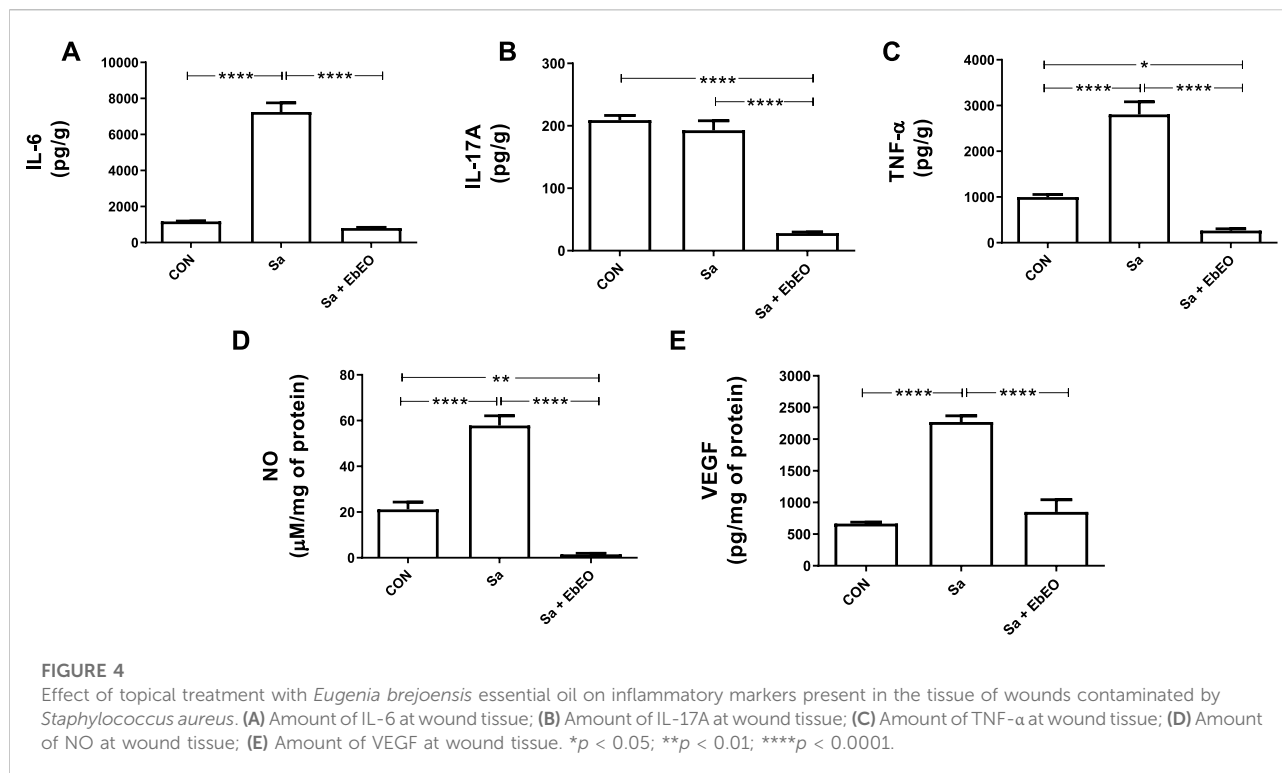 A
IL-6
(pg/g)
10000
8000
6000
4000
2000
0
****
****
CON
Sa
Sa + EbEO
B
IL-17A
(pg/g)
300
200
100
0
****
****
CON
Sa
Sa + EbEO
C
TNF-α
(pg/g)
4000
3000
2000
1000
0
*
****
****
CON
Sa
Sa + EbEO
D
NO
(μM/mg of protein)
80
60
40
20
0
**
****
****
CON
Sa
Sa + EbEO
E
VEGF
(pg/mg of protein)
3000
2500
2000
1500
1000
500
0
****
****
CON
Sa
Sa + EbEO
FIGURE 4
Effect of topical treatment with Eugenia brejoensis essential oil on inflammatory markers present in the tissue of wounds contaminated by
Staphylococcus aureus. (A) Amount of IL-6 at wound tissue; (B) Amount of IL-17A at wound tissue; (C) Amount of TNF-α at wound tissue; (D) Amount
of NO at wound tissue; (E) Amount of VEGF at wound tissue. *p < 0.05; **p < 0.01; ****p < 0.0001.